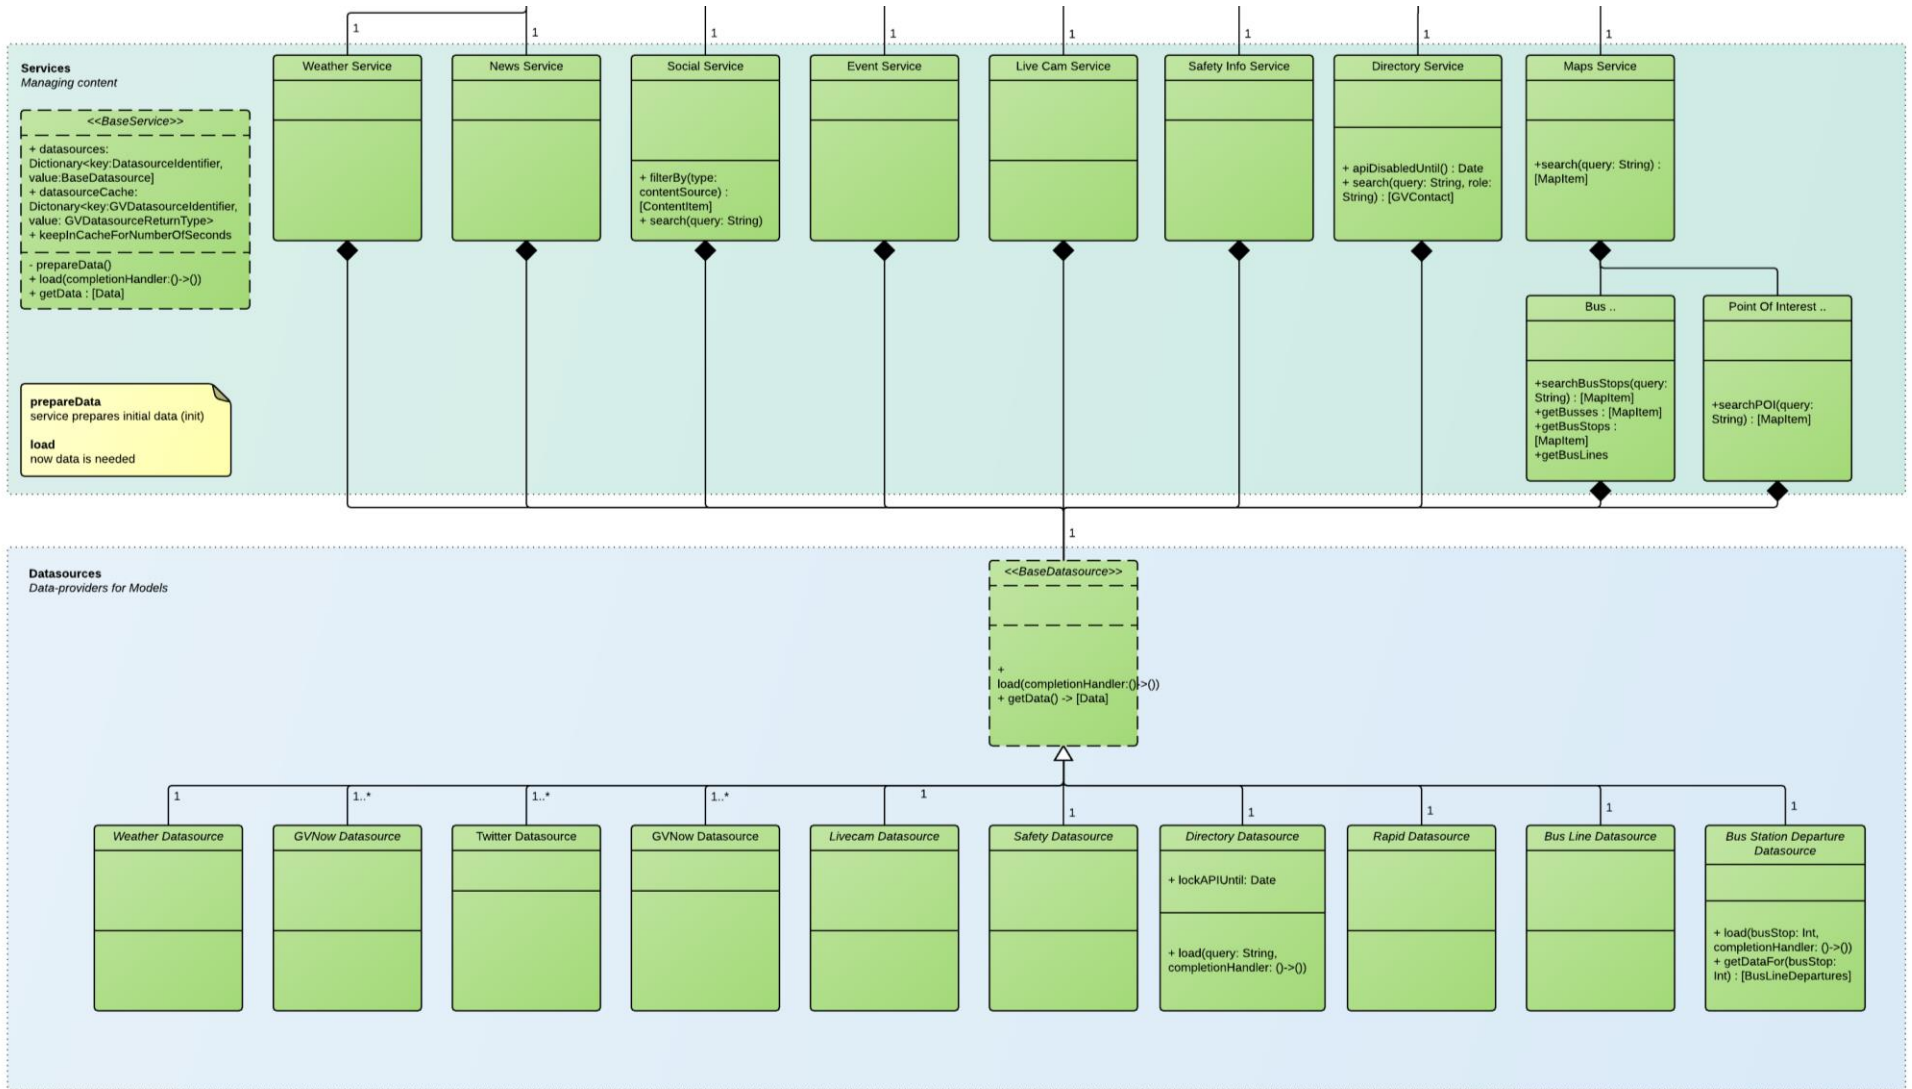 1
1
1
1
1
1
1
1
Services
Managing content
Weather Service
News Service
Social Service
Event Service
Live Cam Service
Safety Info Service
Directory Service
Maps Service
<<BaseService>>
+ datasources:
Dictionary<key:DatasourceIdentifier,
value:BaseDatasource]
+ datasourceCache:
Dictonary<key:GVDatasourceIdentifier,
value: GVDatasourceReturnType>
+ keepInCacheForNumberOfSeconds
- prepareData()
+ load(completionHandler:()->())
+ getData : [Data]
+ filterBy(type:
contentSource) :
[ContentItem]
+ search(query: String)
+ apiDisabledUntil() : Date
+ search(query: String, role:
String) : [GVContact]
+search(query: String) :
[MapItem]
Bus ..
+searchBusStops(query:
String) : [MapItem]
+getBusses : [MapItem]
+getBusStops :
[MapItem]
+getBusLines
Point Of Interest ..
+searchPOI(query:
String) : [MapItem]
prepareData
service prepares initial data (init)
load
now data is needed
1
Datasources
Data-providers for Models
<<BaseDatasource>>
+
load(completionHandler:()->())
+ getData() -> [Data]
1
1..*
1..*
1..*
1
1
1
1
1
1
Weather Datasource
GVNow Datasource
Twitter Datasource
GVNow Datasource
Livecam Datasource
Safety Datasource
Directory Datasource
+ lockAPIUntil: Date
+ load(query: String,
completionHandler: ()->())
Rapid Datasource
Bus Line Datasource
Bus Station Departure
Datasource
+ load(busStop: Int,
completionHandler: ()->())
+ getDataFor(busStop:
Int) : [BusLineDepartures]